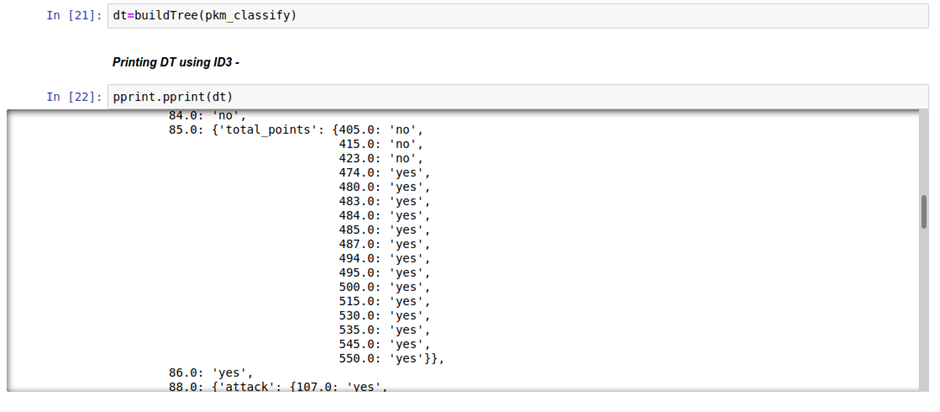 In [21]: dt=buildTree(pkm_classify)
Printing DT using ID3 -
In [22]: pprint.pprint(dt)
84.0: 'no',
85.0: {'total_points': {405.0: 'no',
415.0: 'no',
423.0: 'no',
474.0: 'yes',
480.0: 'yes',
483.0: 'yes',
484.0: 'yes',
485.0: 'yes',
487.0: 'yes',
494.0: 'yes',
495.0: 'yes',
500.0: 'yes',
515.0: 'yes',
530.0: 'yes',
535.0: 'yes',
545.0: 'yes',
550.0: 'yes'}},
86.0: 'yes',
88.0: {'attack': {107.0: 'yes',